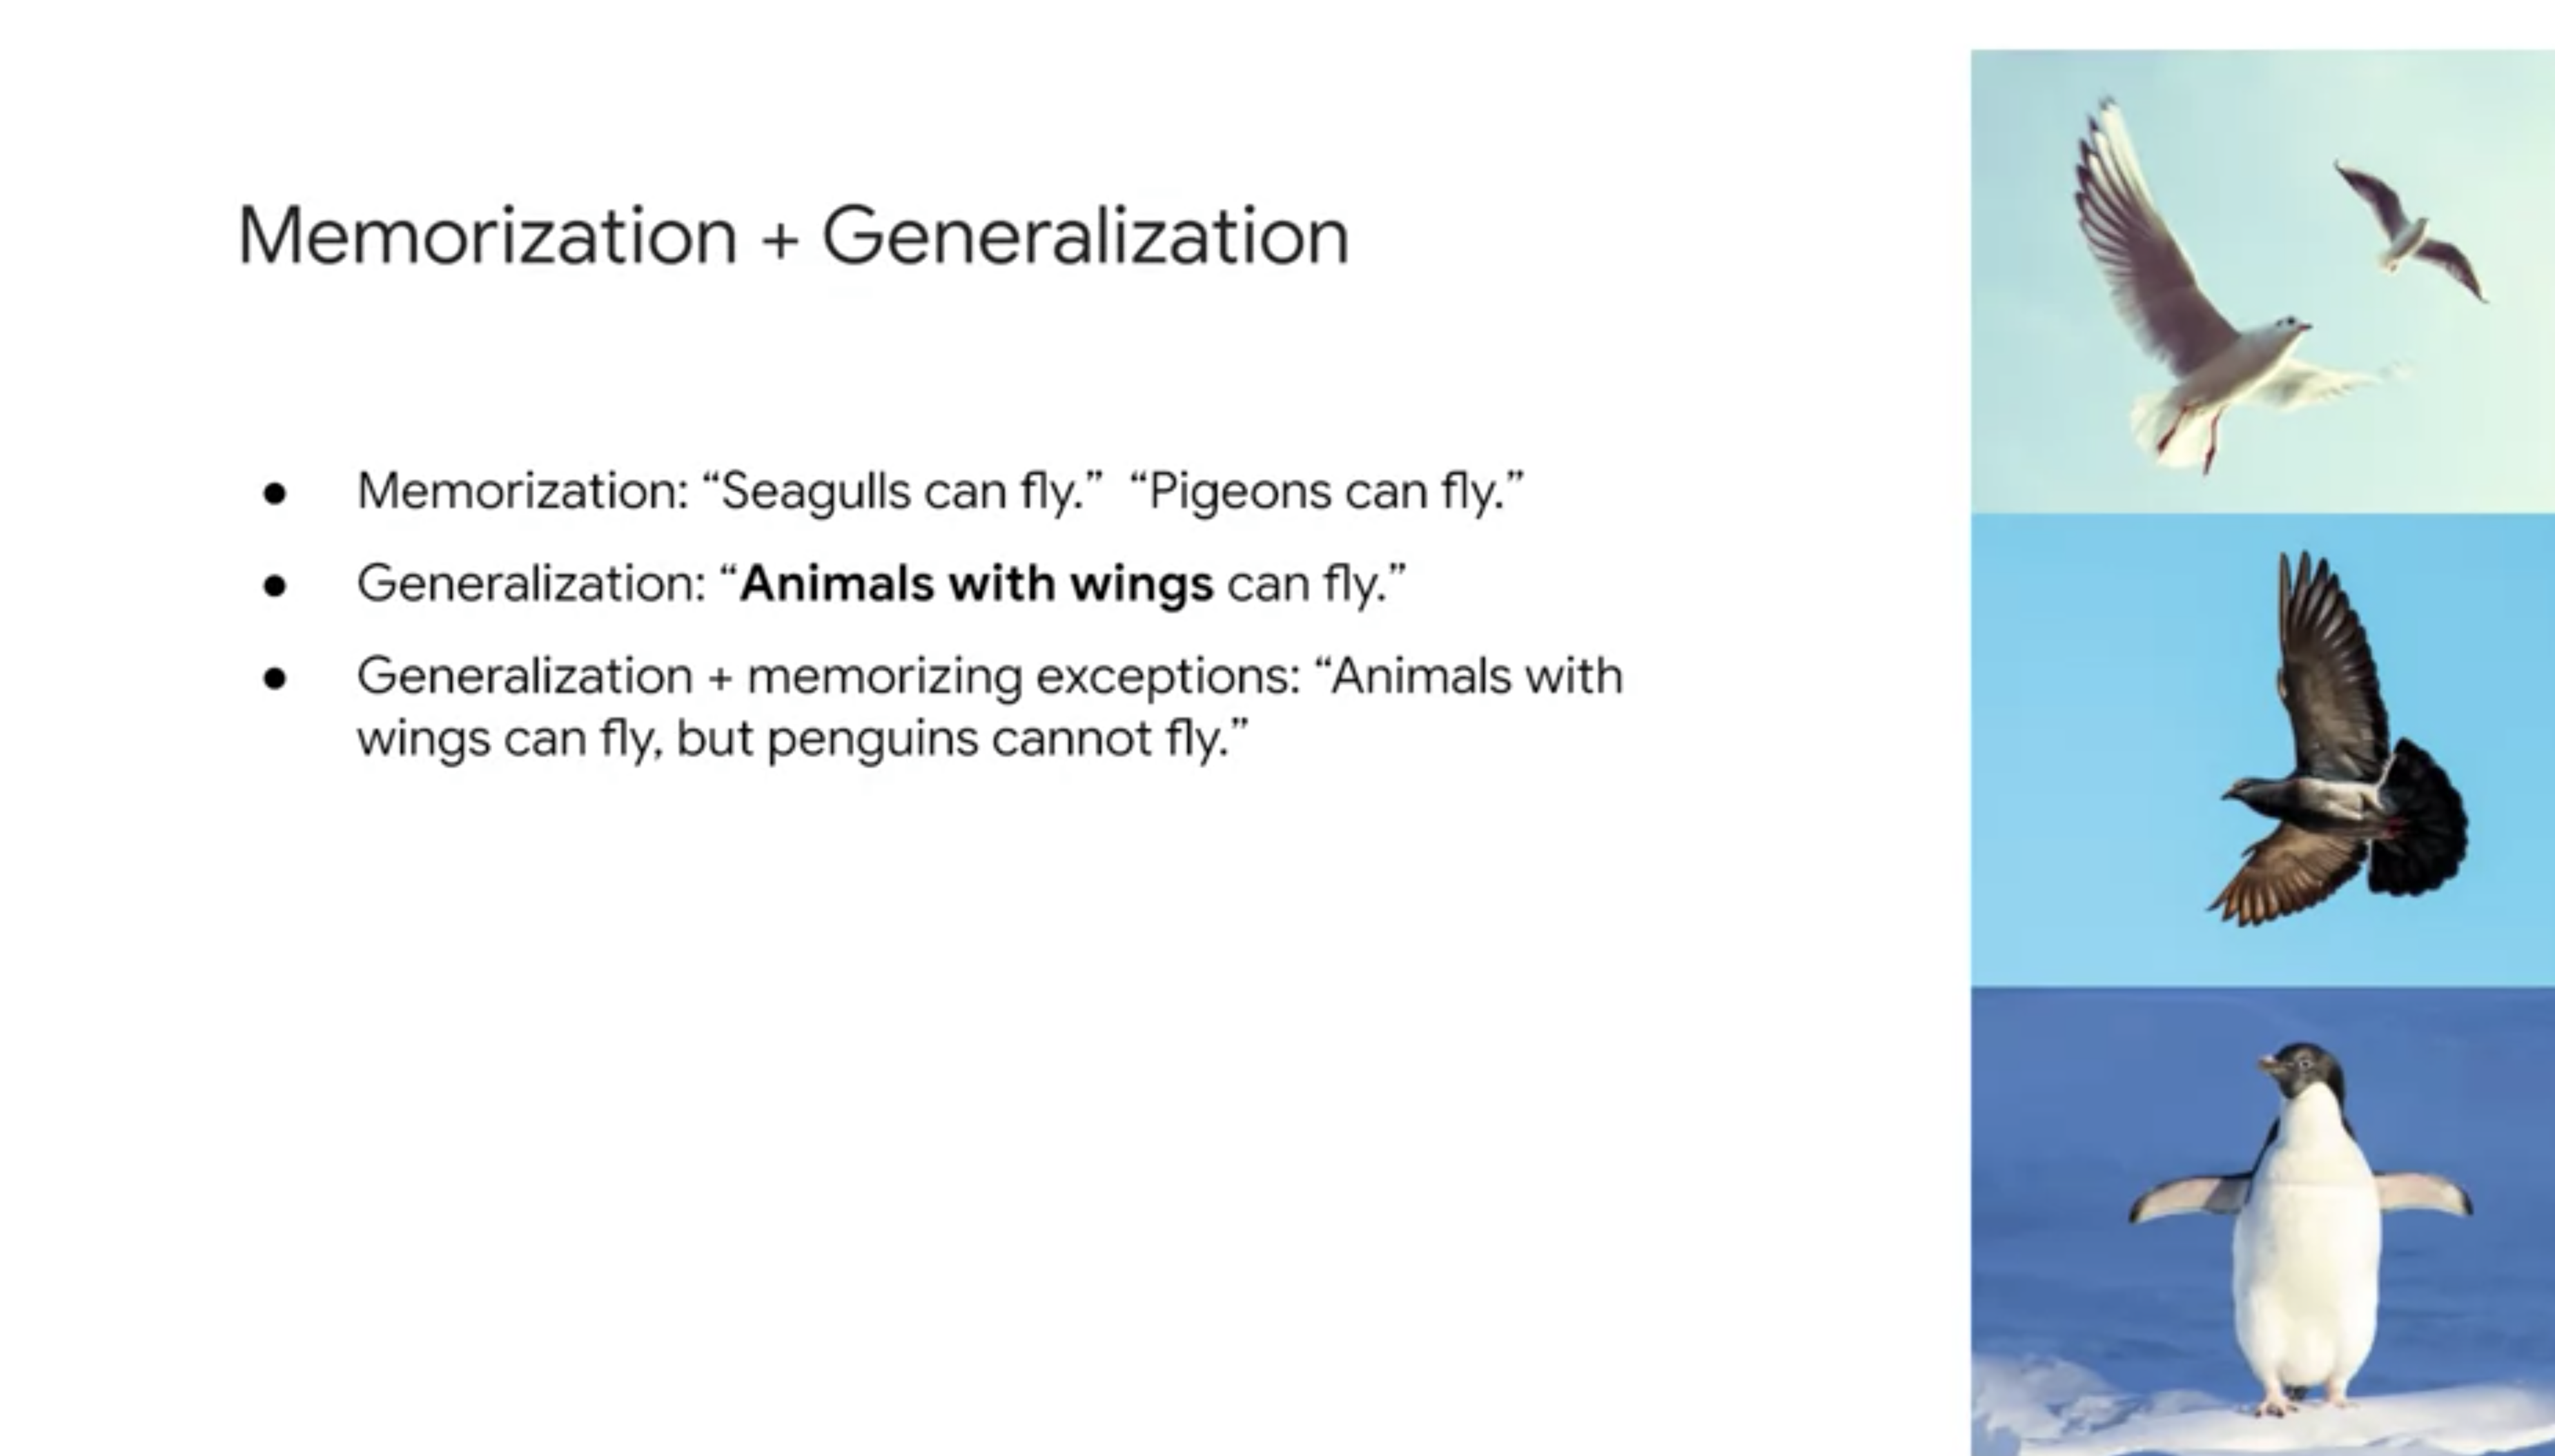 Memorization + Generalization
● Memorization: “Seagulls can fly.”  “Pigeons can fly.”
● Generalization: “Animals with wings can fly.”
● Generalization + memorizing exceptions: “Animals with
wings can fly, but penguins cannot fly.”